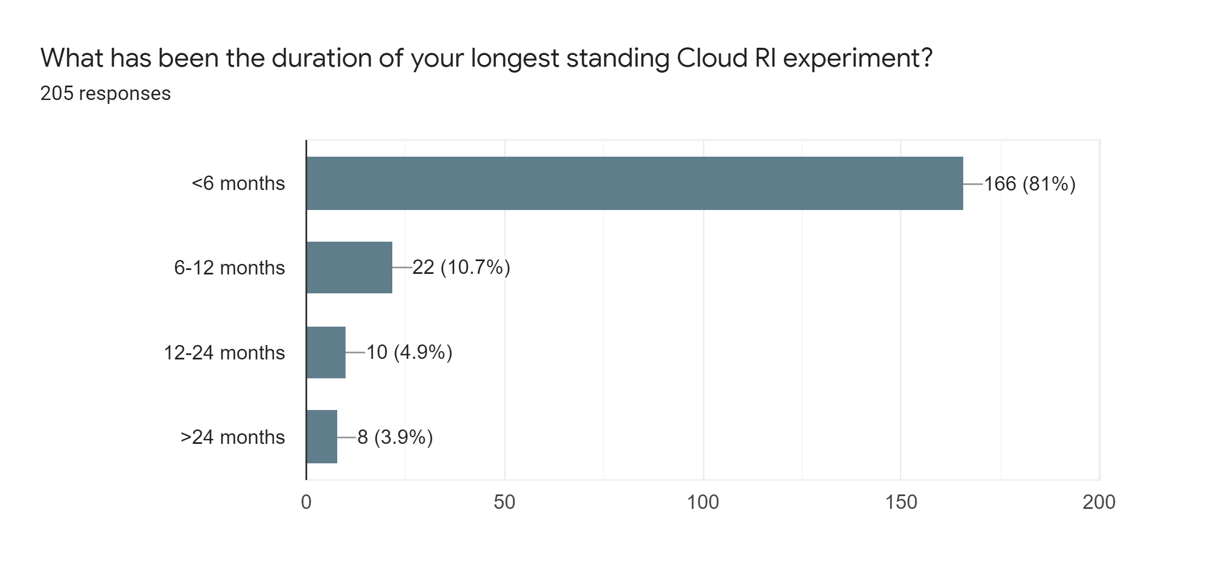 What has been the duration of your longest standing Cloud RI experiment?
205 responses
<6 months
166 (81%)
6-12 months
22 (10.7%)
12-24 months
10 (4.9%)
>24 months
8 (3.9%)
0
50
100
150
200